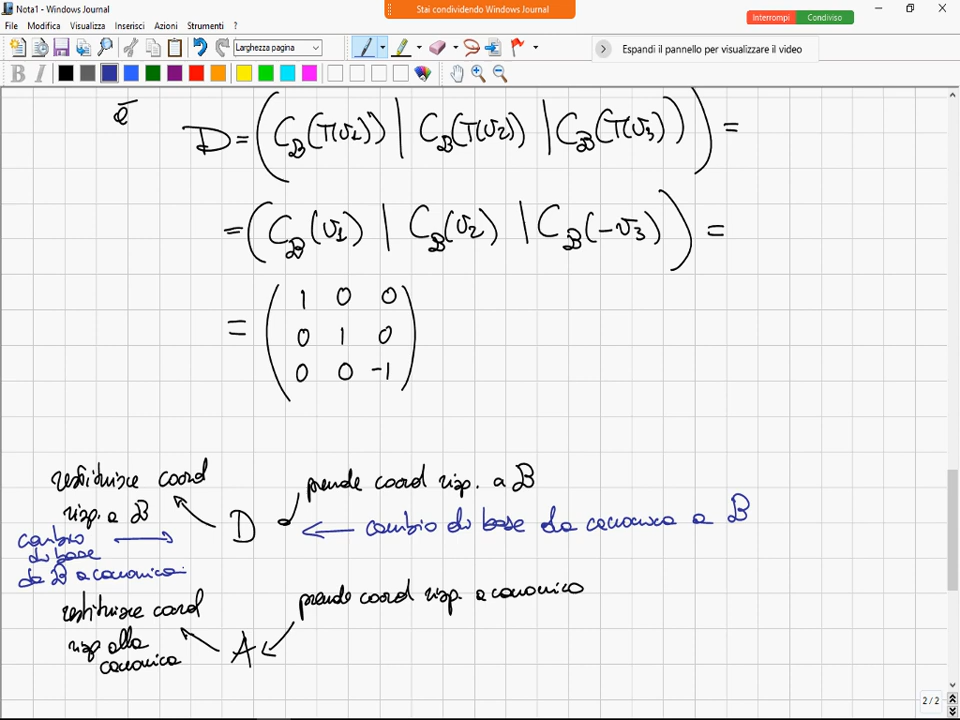 Nota1 - Windows Journal
Stai condividendo Windows Journal
Interrompi Condiviso
File Modifica Visualizza Inserisci Azioni Strumenti ?
Larghezza pagina
Espandi il pannello per visualizzare il video
B I
è
D = (C_B(T(v1)) | C_B(T(v2)) | C_B(T(v3))) =
= (C_B(v1) | C_B(v2) | C_B(-v3)) =
1 0 0
= 0 1 0
0 0 -1
restituisce coord
risp. a B
prende coord risp. a B
D
← cambio di base da canonica a B
cambio →
di base
da B a canonica
restituisce coord
risp alla
canonica
prende coord risp. a canonica
A
2 / 2